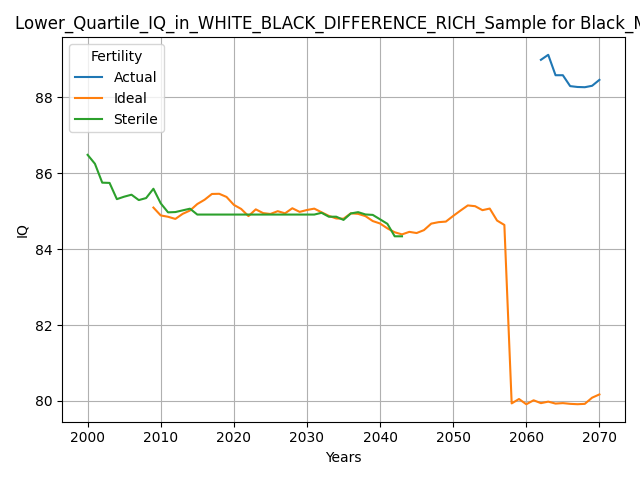 Lower_Quartile_IQ_in_WHITE_BLACK_DIFFERENCE_RICH_Sample for Black_M
Fertility
Actual
Ideal
Sterile
88
86
84
82
80
IQ
2000 2010 2020 2030 2040 2050 2060 2070
Years